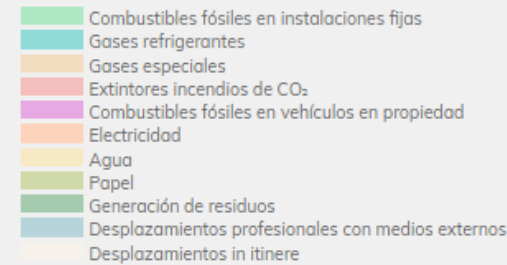 Combustibles fósiles en instalaciones fijas
Gases refrigerantes
Gases especiales
Extintores incendios de CO₂
Combustibles fósiles en vehículos en propiedad
Electricidad
Agua
Papel
Generación de residuos
Desplazamientos profesionales con medios externos
Desplazamientos in itinere